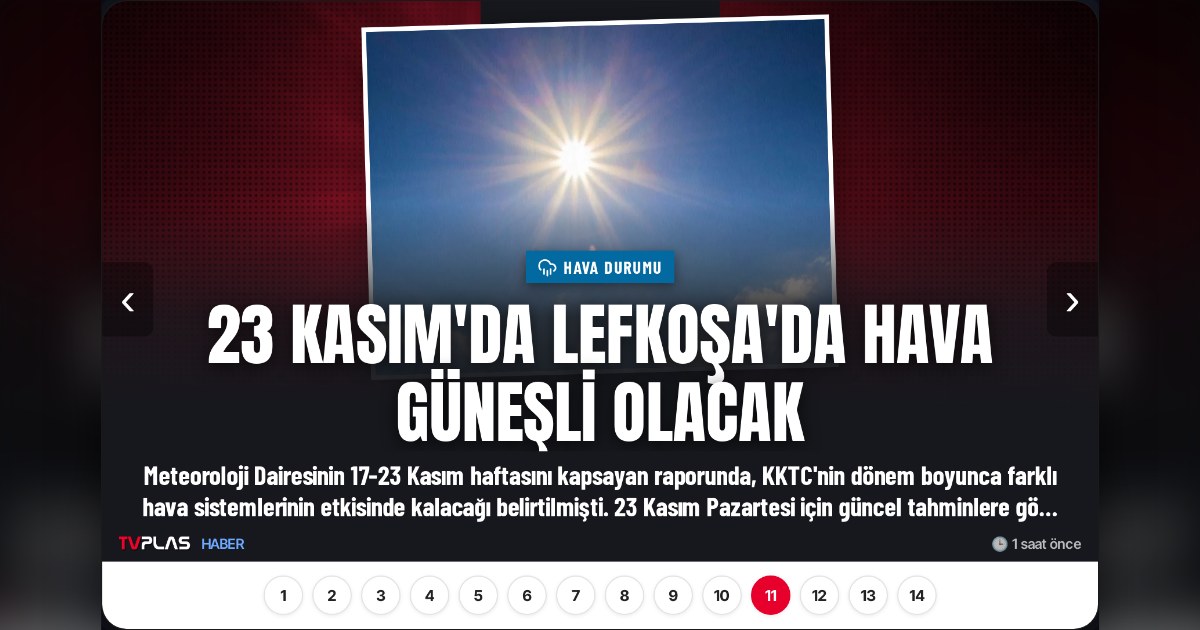 HAVA DURUMU
23 KASIM'DA LEFKOŞA'DA HAVA
GÜNEŞLİ OLACAK
Meteoroloji Dairesinin 17-23 Kasım haftasını kapsayan raporunda, KKTC'nin dönem boyunca farklı
hava sistemlerinin etkisinde kalacağı belirtilmişti. 23 Kasım Pazartesi için güncel tahminlere gö...
TVPLAS HABER 1 saat önce
1 2 3 4 5 6 7 8 9 10 11 12 13 14